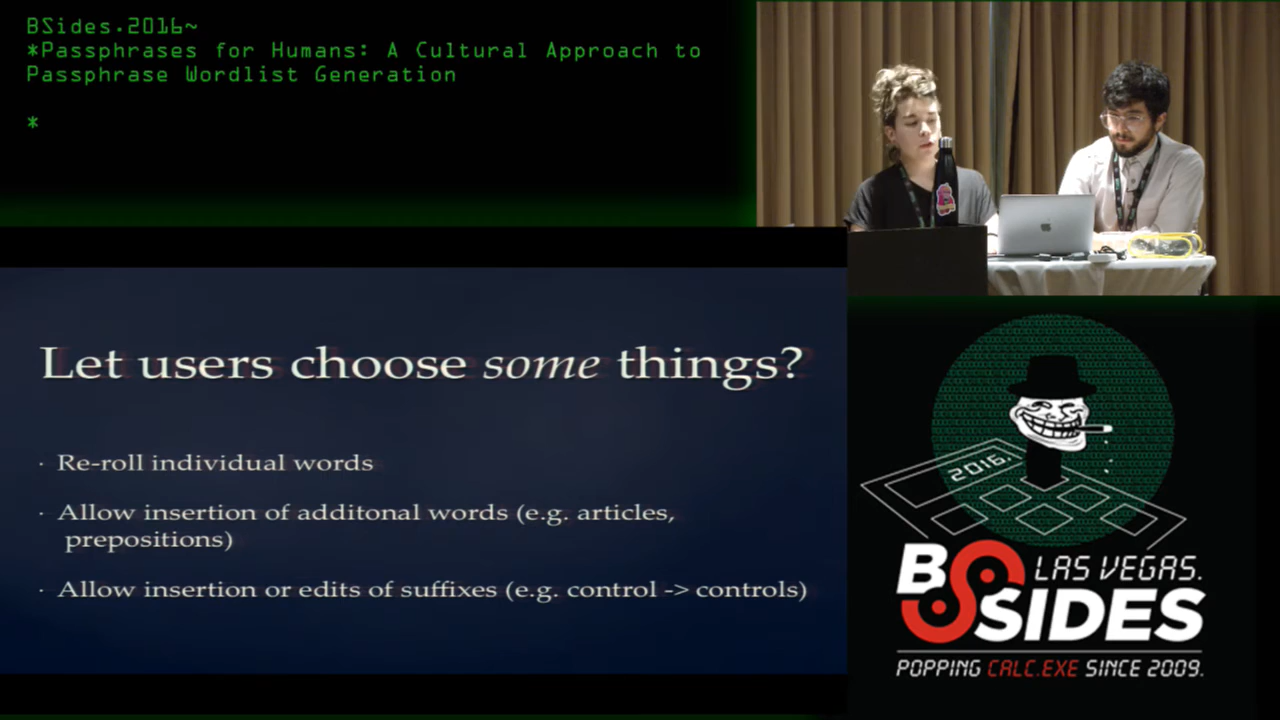 BSides.2016~
*Passphrases for Humans: A Cultural Approach to
Passphrase Wordlist Generation
*
Let users choose some things?
· Re-roll individual words
· Allow insertion of additonal words (e.g. articles,
prepositions)
· Allow insertion or edits of suffixes (e.g. control -> controls)
2016.
BSIDES
LAS VEGAS.
POPPING CALC.EXE SINCE 2009.